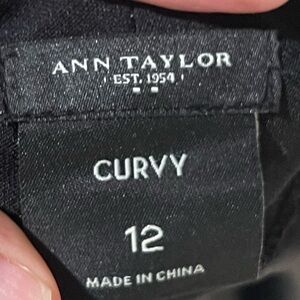 ANN TAYLOR
· EST. 1954 ·
CURVY
12
MADE IN CHINA